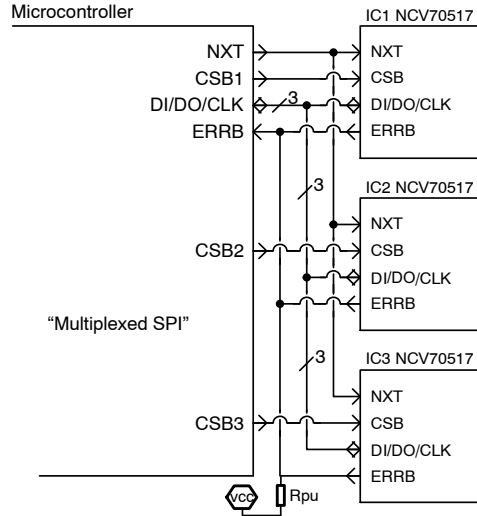 Microcontroller
IC1 NCV70517
NXT
NXT
CSB1
CSB
DI/DO/CLK
3
DI/DO/CLK
ERRB
ERRB
3
IC2 NCV70517
NXT
CSB2
CSB
DI/DO/CLK
ERRB
“Multiplexed SPI”
3
IC3 NCV70517
NXT
CSB3
CSB
DI/DO/CLK
ERRB
VCC
Rpu